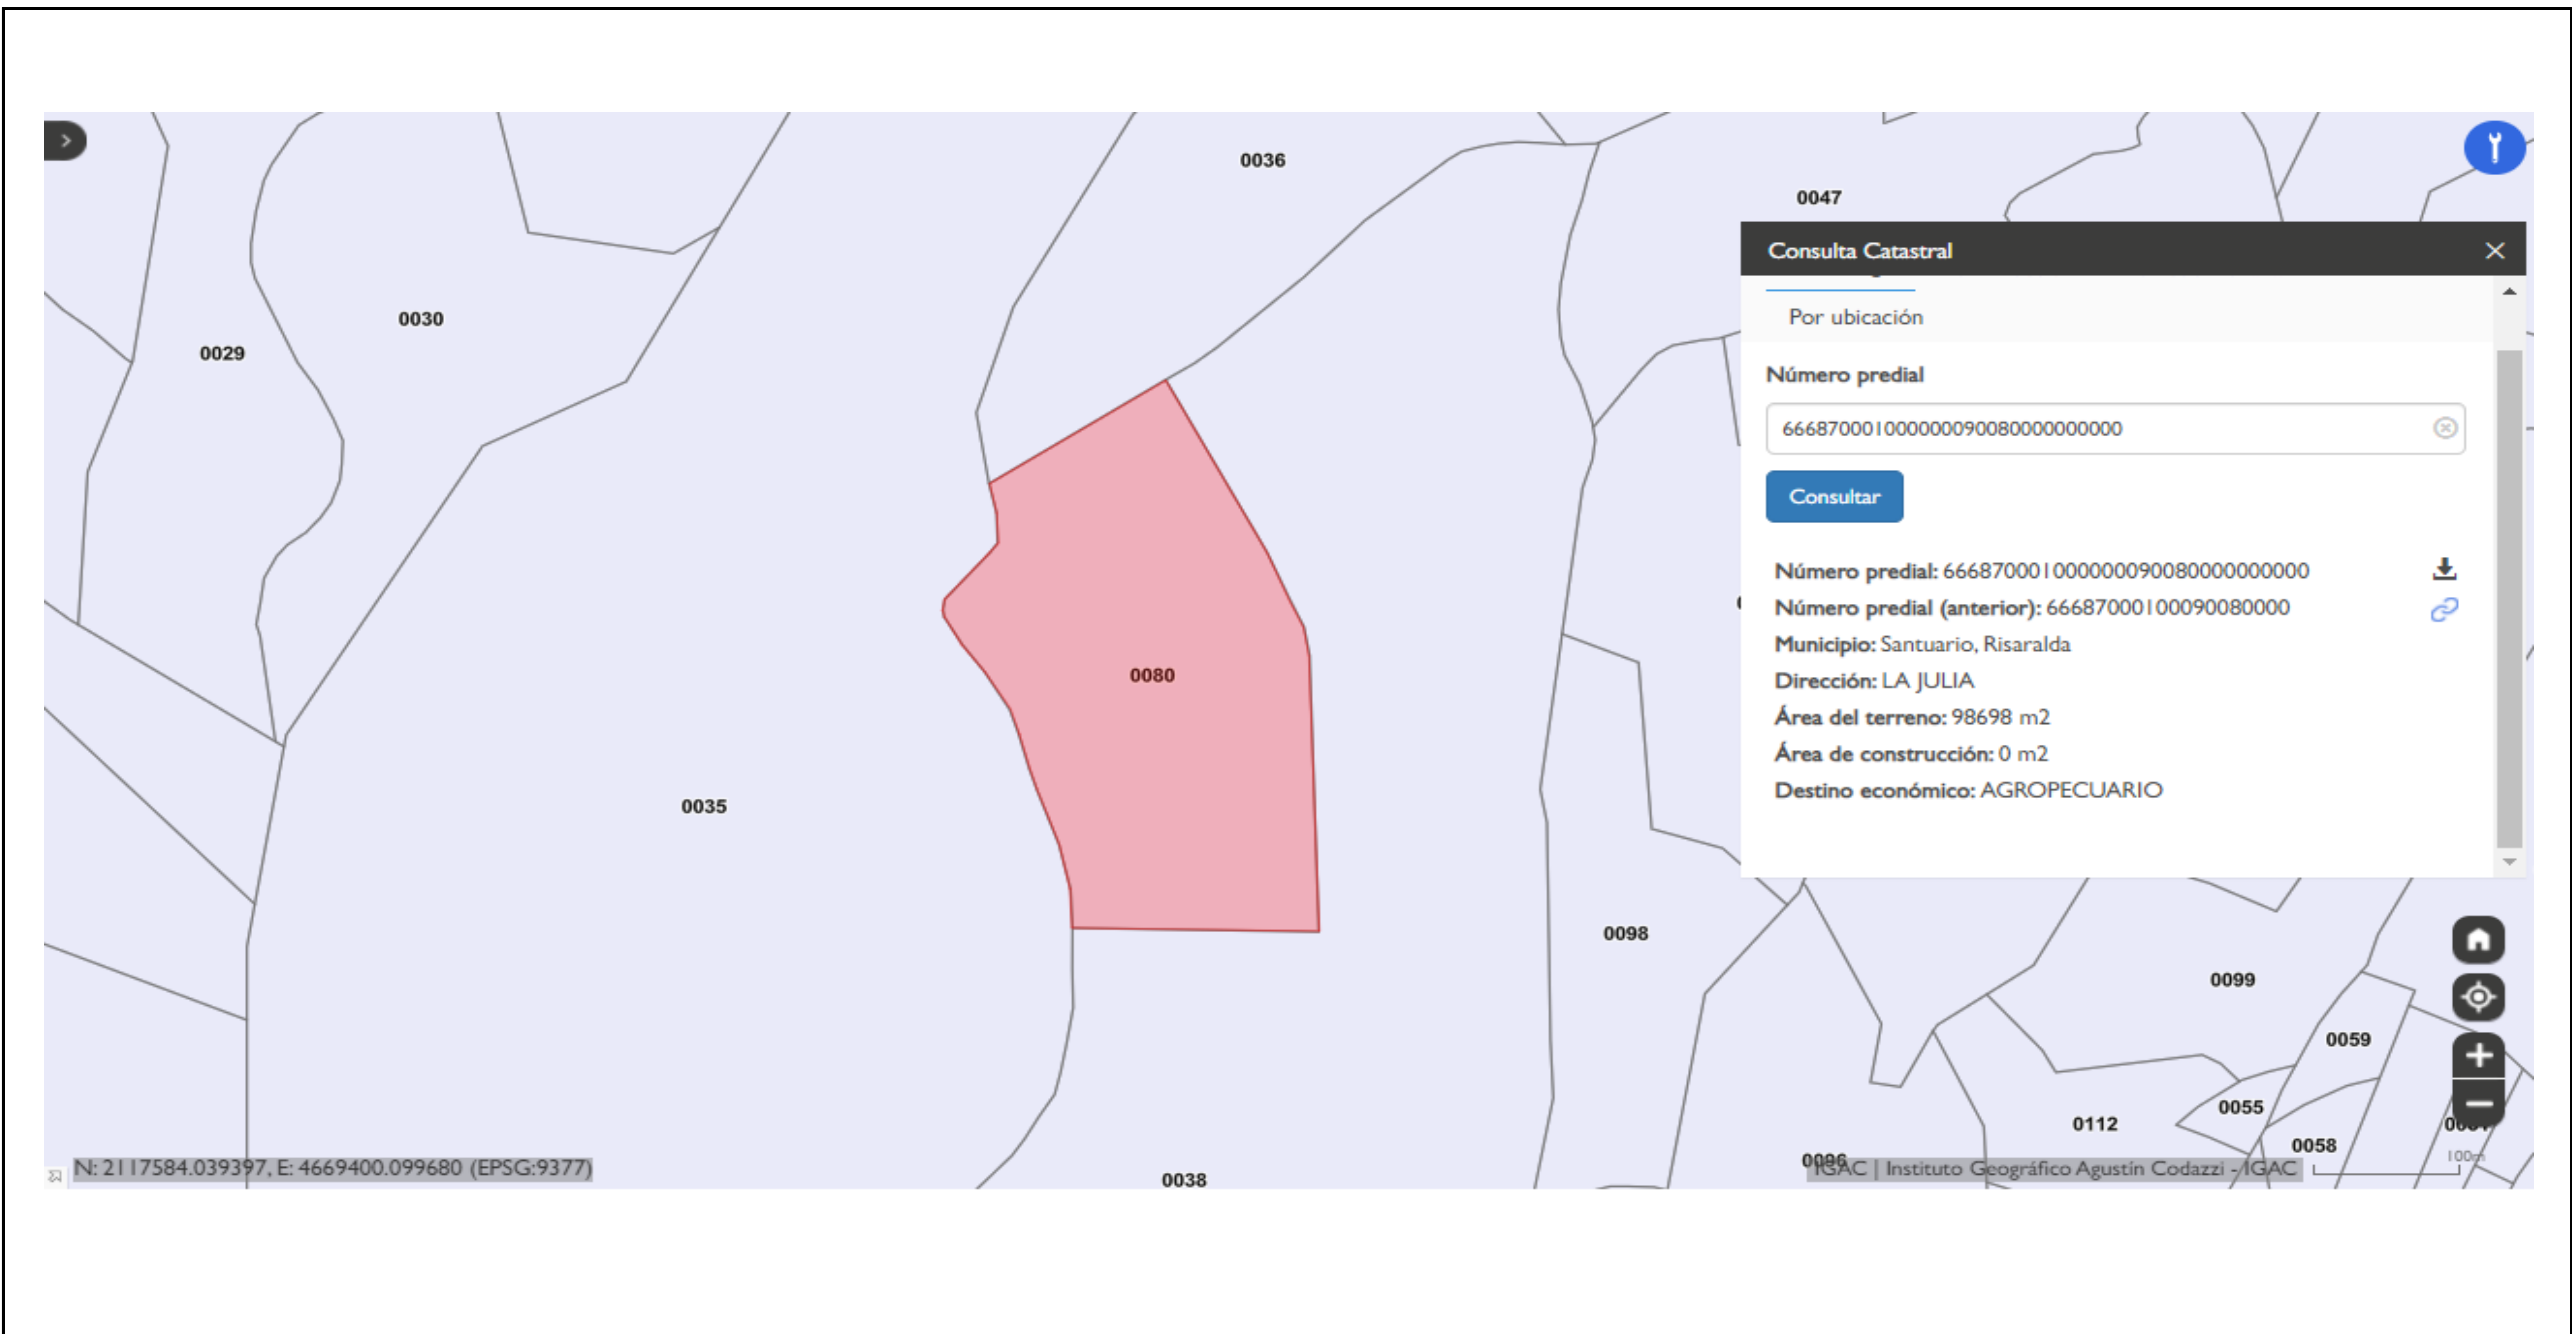 0036
0047
Consulta Catastral
Por ubicación
0030
0029
Número predial
666870001000000090080000000000
Consultar
Número predial: 666870001000000090080000000000
Número predial (anterior): 66687000100090080000
Municipio: Santuario, Risaralda
0080
Dirección: LA JULIA
Área del terreno: 98698 m2
Área de construcción: 0 m2
Destino económico: AGROPECUARIO
0035
0098
0099
0059
0055
0112
0058
0096
N: 2117584.039397, E: 4669400.099680 (EPSG:9377)
IGAC | Instituto Geográfico Agustín Codazzi - IGAC
100m
0038